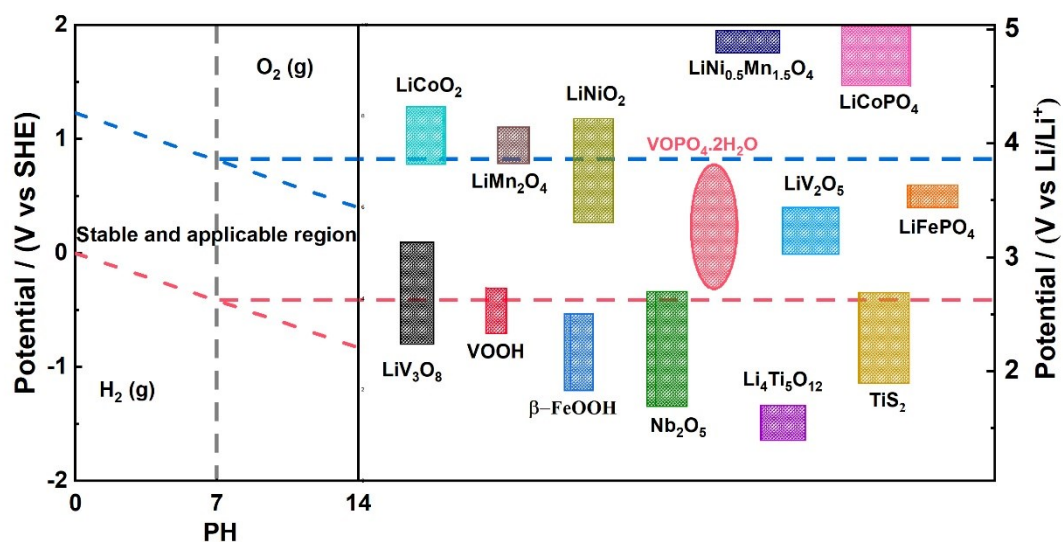 Potential / (V vs SHE)
2
1
0
-1
-2
O₂ (g)
Stable and applicable region
H₂ (g)
0
7
14
PH
LiCoO₂
LiMn₂O₄
LiNiO₂
LiNi₀.₅Mn₁.₅O₄
LiCoPO₄
VOPO₄.2H₂O
LiV₂O₅
LiFePO₄
LiV₃O₈
VOOH
β−FeOOH
Nb₂O₅
Li₄Ti₅O₁₂
TiS₂
5
4
3
2
Potential / (V vs Li/Li⁺)